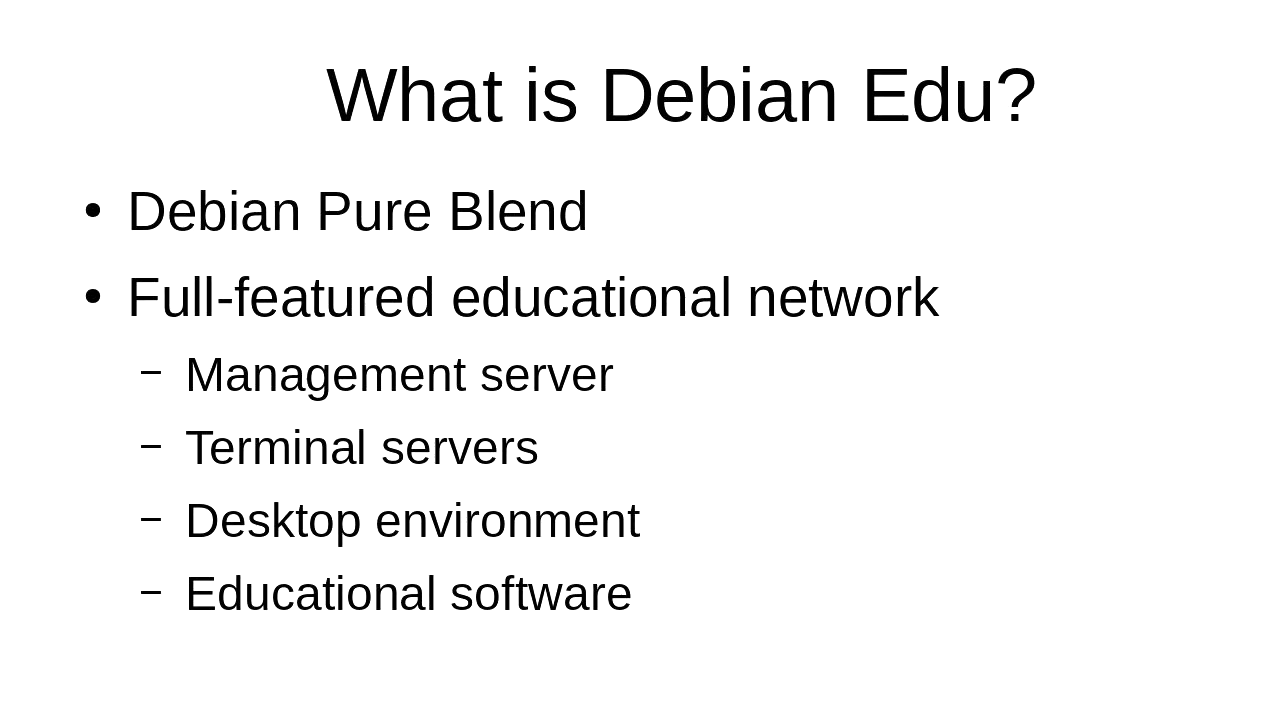 What is Debian Edu?
• Debian Pure Blend
• Full-featured educational network
– Management server
– Terminal servers
– Desktop environment
– Educational software